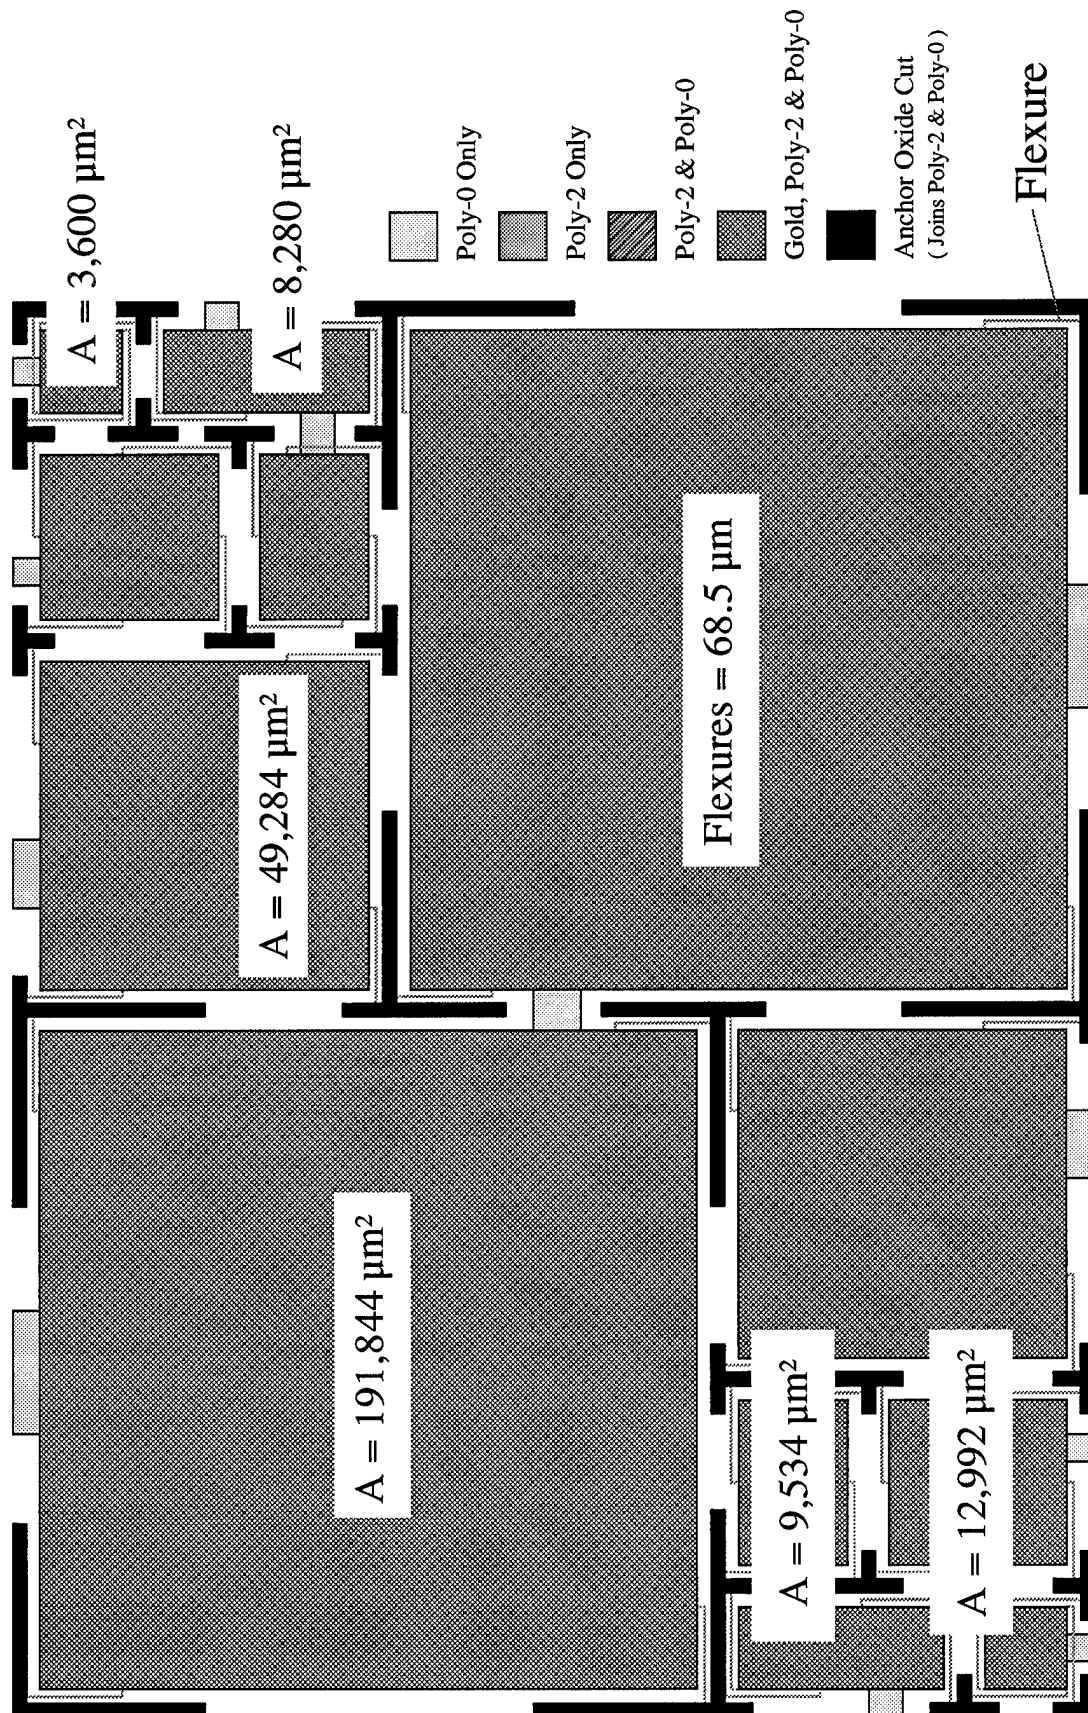 A = 3,600 µm²
A = 8,280 µm²
A = 49,284 µm²
A = 191,844 µm²
Flexures = 68.5 µm
A = 9,534 µm²
A = 12,992 µm²
Poly-0 Only
Poly-2 Only
Poly-2 & Poly-0
Gold, Poly-2 & Poly-0
Anchor Oxide Cut
( Joins Poly-2 & Poly-0 )
Flexure